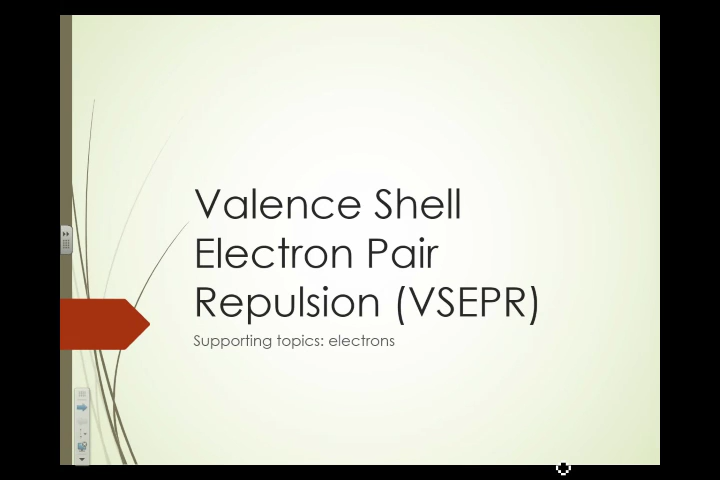 Valence Shell
Electron Pair
Repulsion (VSEPR)
Supporting topics: electrons